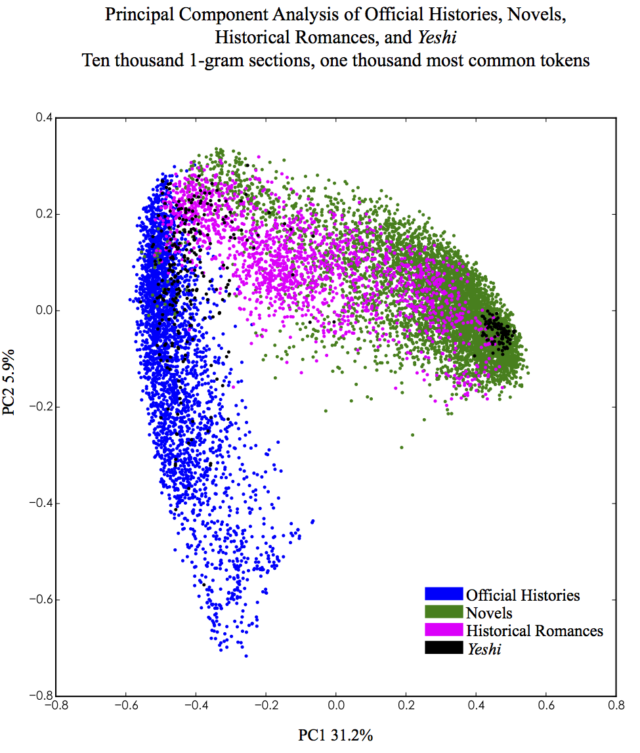 Principal Component Analysis of Official Histories, Novels,
Historical Romances, and Yeshi
Ten thousand 1-gram sections, one thousand most common tokens
0.4
0.2
0.0
−0.2
−0.4
−0.6
−0.8
PC2 5.9%
Official Histories
Novels
Historical Romances
Yeshi
−0.8 −0.6 −0.4 −0.2 0.0 0.2 0.4 0.6 0.8
PC1 31.2%